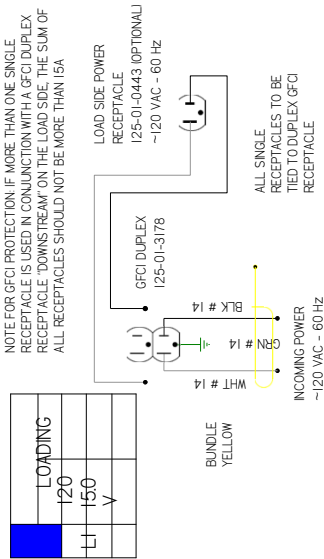 NOTE FOR GFCI PROTECTION: IF MORE THAN ONE SINGLE
RECEPTACLE IS USED IN CONJUNCTION WITH A GFCI DUPLEX
RECEPTACLE "DOWNSTREAM" ON THE LOAD SIDE, THE SUM OF
ALL RECEPTACLES SHOULD NOT BE MORE THAN 15A
LOADING
120
L1 15.0
V
LOAD SIDE POWER
RECEPTACLE
125-01-0443 (OPTIONAL)
~120 VAC - 60 Hz
GFCI DUPLEX
125-01-3178
ALL SINGLE
RECEPTACLES TO BE
TIED TO DUPLEX GFCI
RECEPTACLE
BUNDLE
YELLOW
WHT # 14
GRN # 14
BLK # 14
INCOMING POWER
~120 VAC - 60 Hz